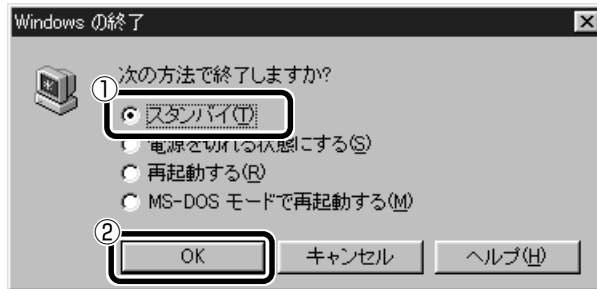 Windows の終了
次の方法で終了しますか?
①
スタンバイ(T)
電源を切れる状態にする(S)
再起動する(R)
MS-DOS モードで再起動する(M)
②
OK キャンセル ヘルプ(H)